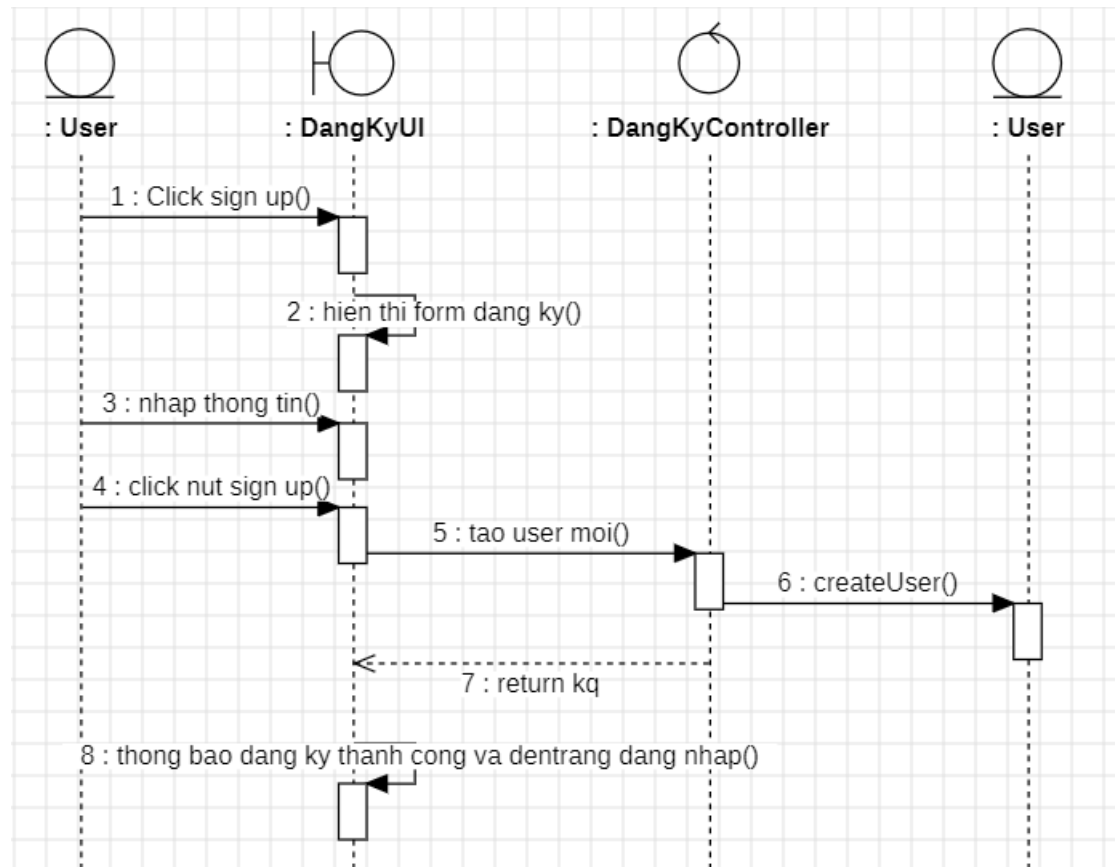 : User
: DangKyUI
: DangKyController
: User
1 : Click sign up()
2 : hien thi form dang ky()
3 : nhap thong tin()
4 : click nut sign up()
5 : tao user moi()
6 : createUser()
7 : return kq
8 : thong bao dang ky thanh cong va dentrang dang nhap()